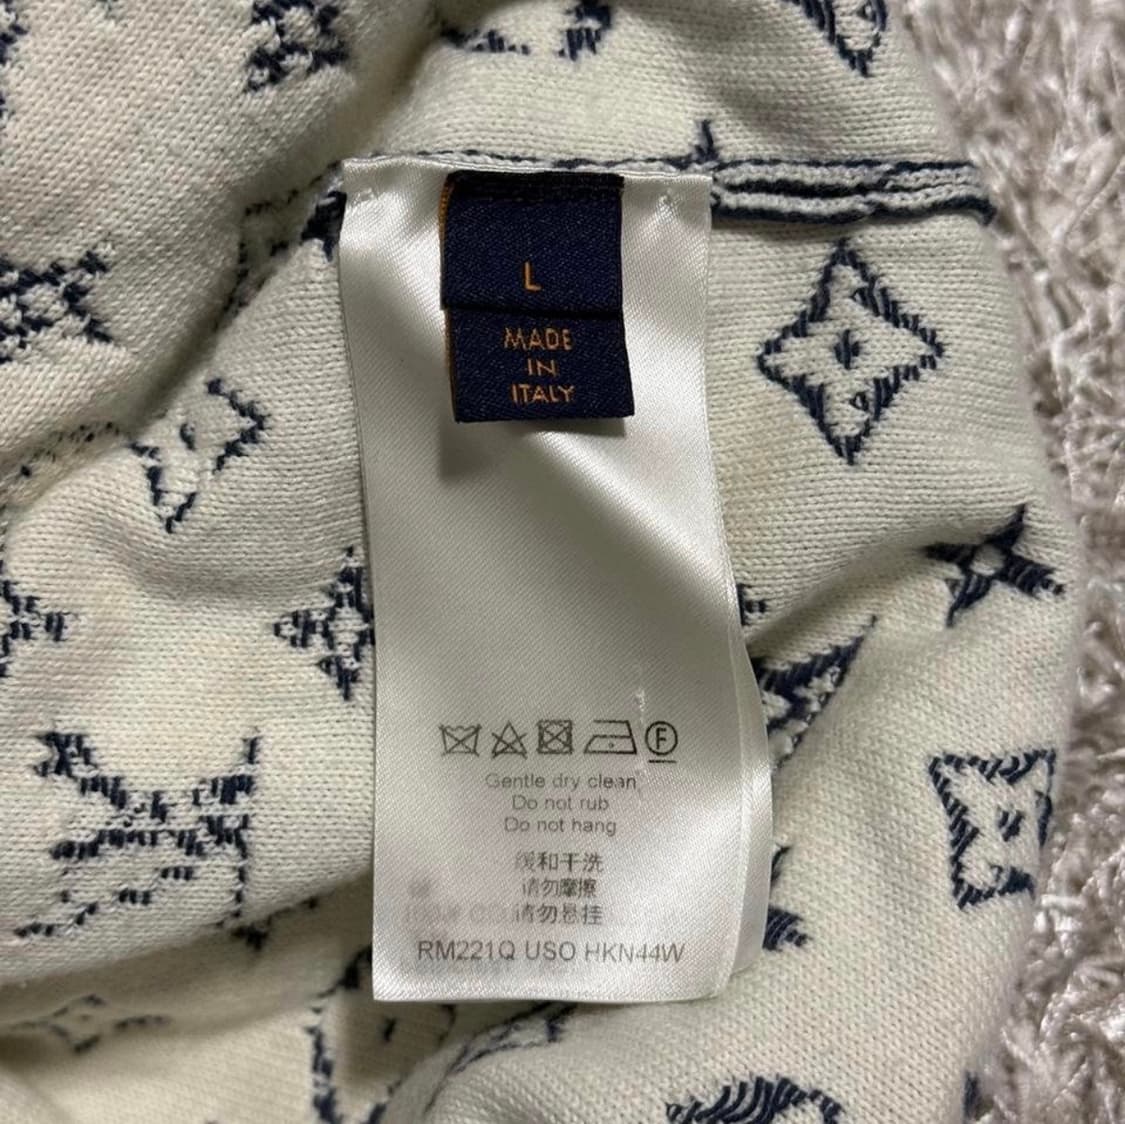 L
MADE
IN
ITALY
F
Gentle dry clean
Do not rub
Do not hang
缓和干洗
请勿摩擦
请勿悬挂
RM221Q USO HKN44W